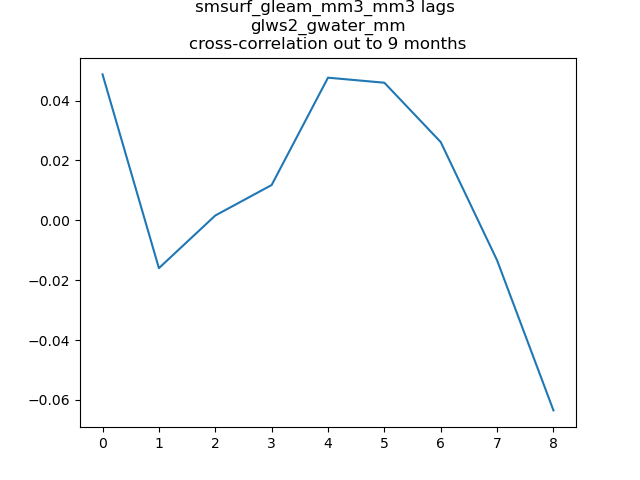 smsurf_gleam_mm3_mm3 lags
glws2_gwater_mm
cross-correlation out to 9 months
0.04
0.02
0.00
−0.02
−0.04
−0.06
0 1 2 3 4 5 6 7 8